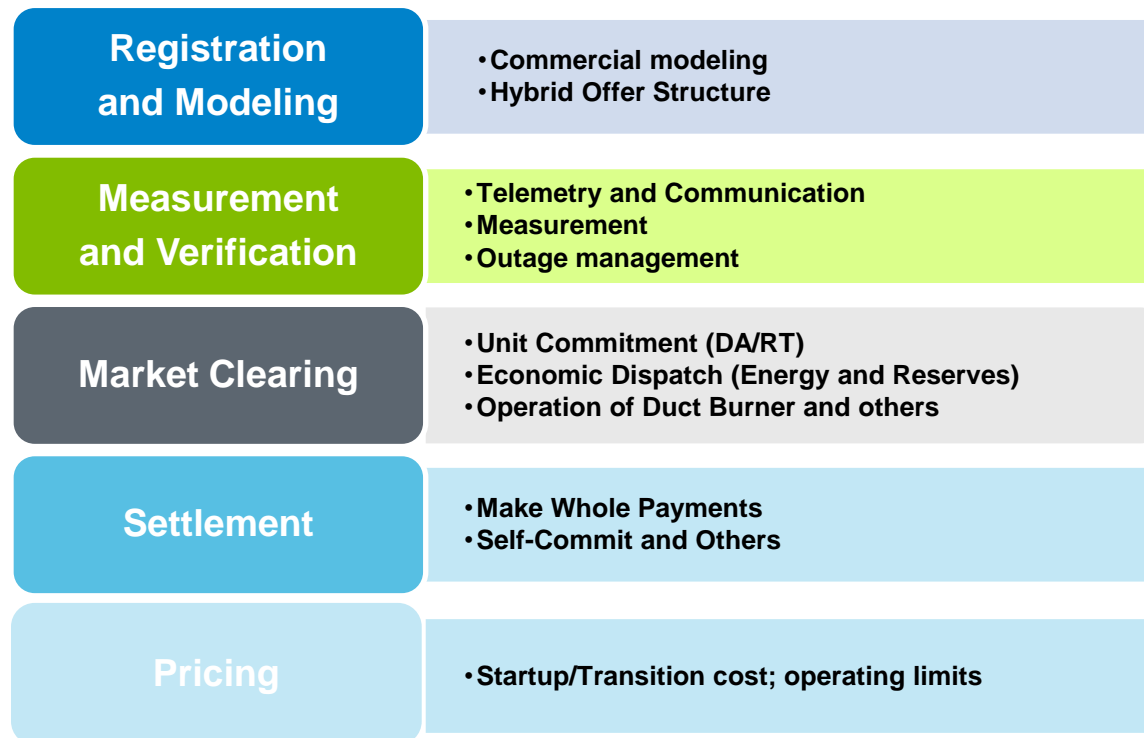 Registration
and Modeling
•Commercial modeling
•Hybrid Offer Structure
Measurement
and Verification
•Telemetry and Communication
•Measurement
•Outage management
Market Clearing
•Unit Commitment (DA/RT)
•Economic Dispatch (Energy and Reserves)
•Operation of Duct Burner and others
Settlement
•Make Whole Payments
•Self-Commit and Others
Pricing
•Startup/Transition cost; operating limits